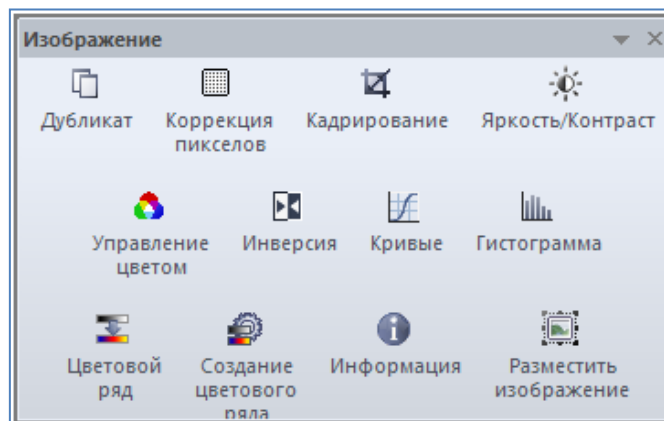 Изображение
Дубликат Коррекция Кадрирование Яркость/Контраст
пикселов
Управление Инверсия Кривые Гистограмма
цветом
Цветовой Создание Информация Разместить
ряд цветового изображение
ряда